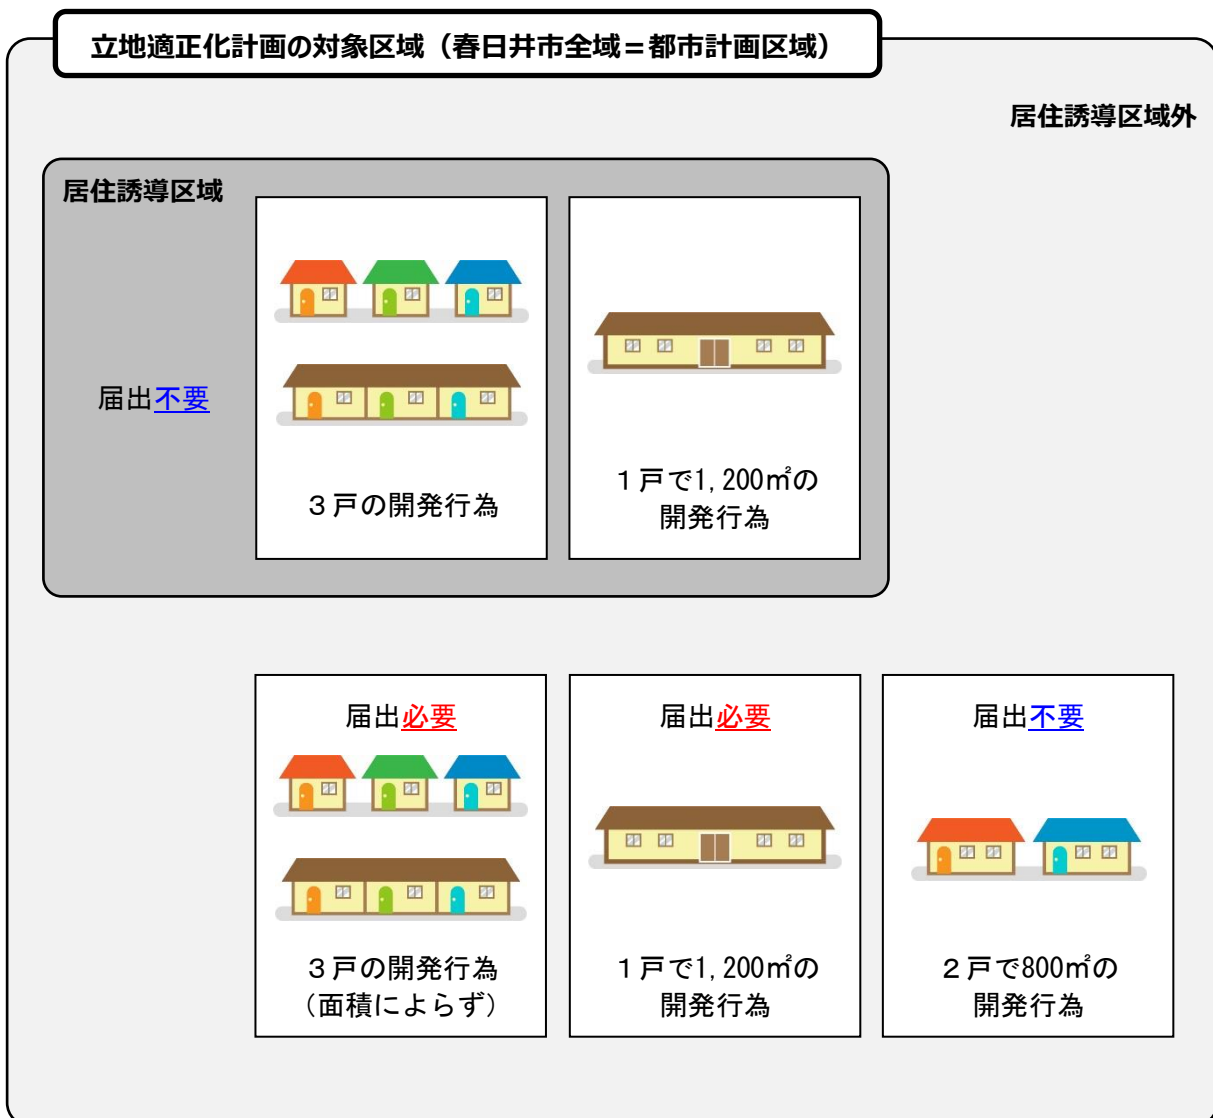 立地適正化計画の対象区域（春日井市全域＝都市計画区域）
居住誘導区域外
居住誘導区域
届出不要
３戸の開発行為
１戸で1,200㎡の
開発行為
届出必要
３戸の開発行為
（面積によらず）
届出必要
１戸で1,200㎡の
開発行為
届出不要
２戸で800㎡の
開発行為